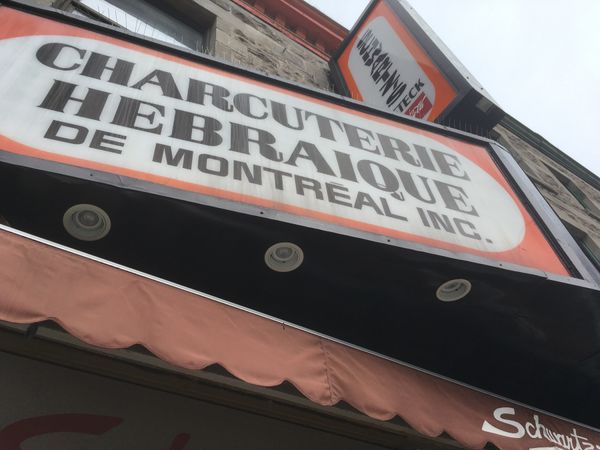 CHARCUTERIE
HEBRAIQUE
DE MONTRÉAL INC.
Schwartz